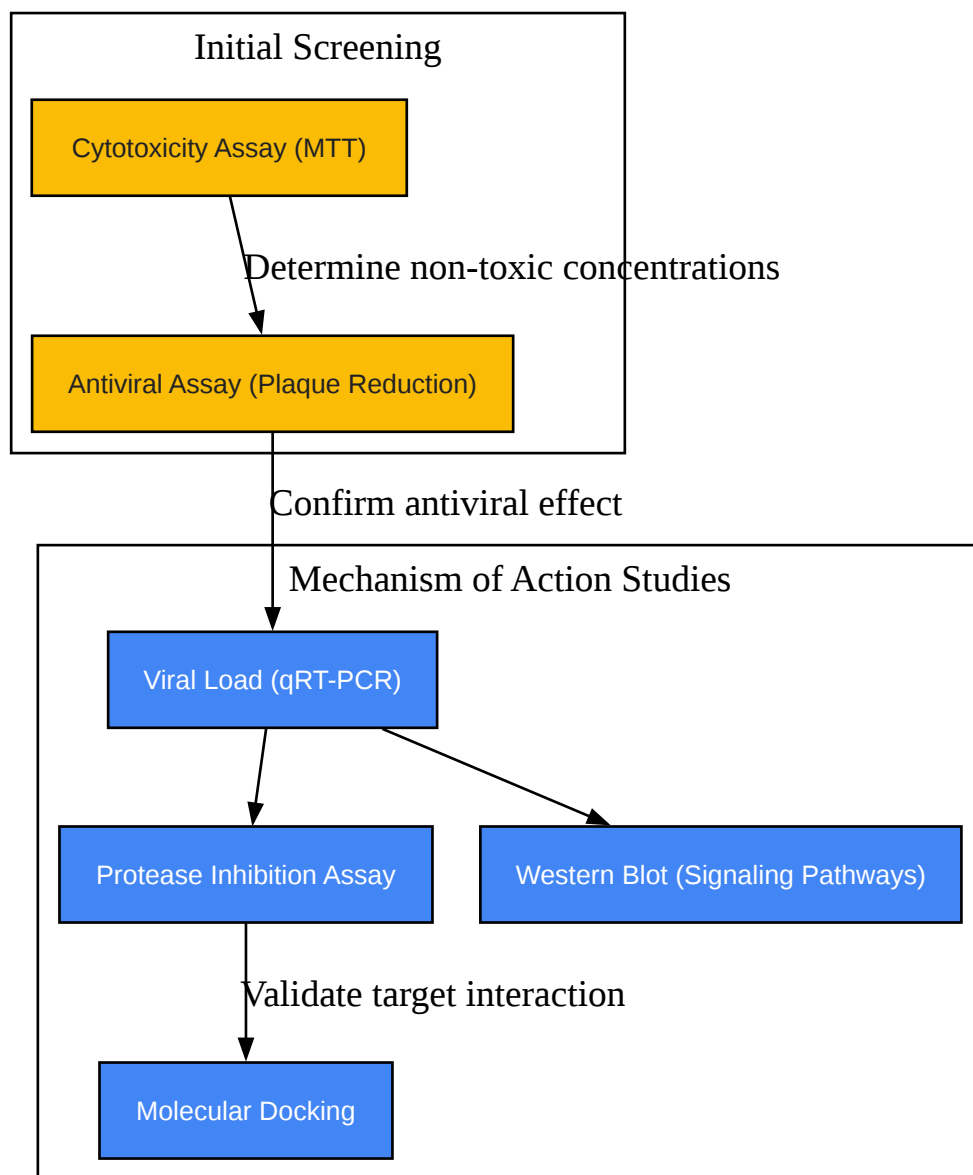 Initial Screening
Cytotoxicity Assay (MTT)
Determine non-toxic concentrations
Antiviral Assay (Plaque Reduction)
Confirm antiviral effect
Mechanism of Action Studies
Viral Load (qRT-PCR)
Protease Inhibition Assay
Western Blot (Signaling Pathways)
Validate target interaction
Molecular Docking